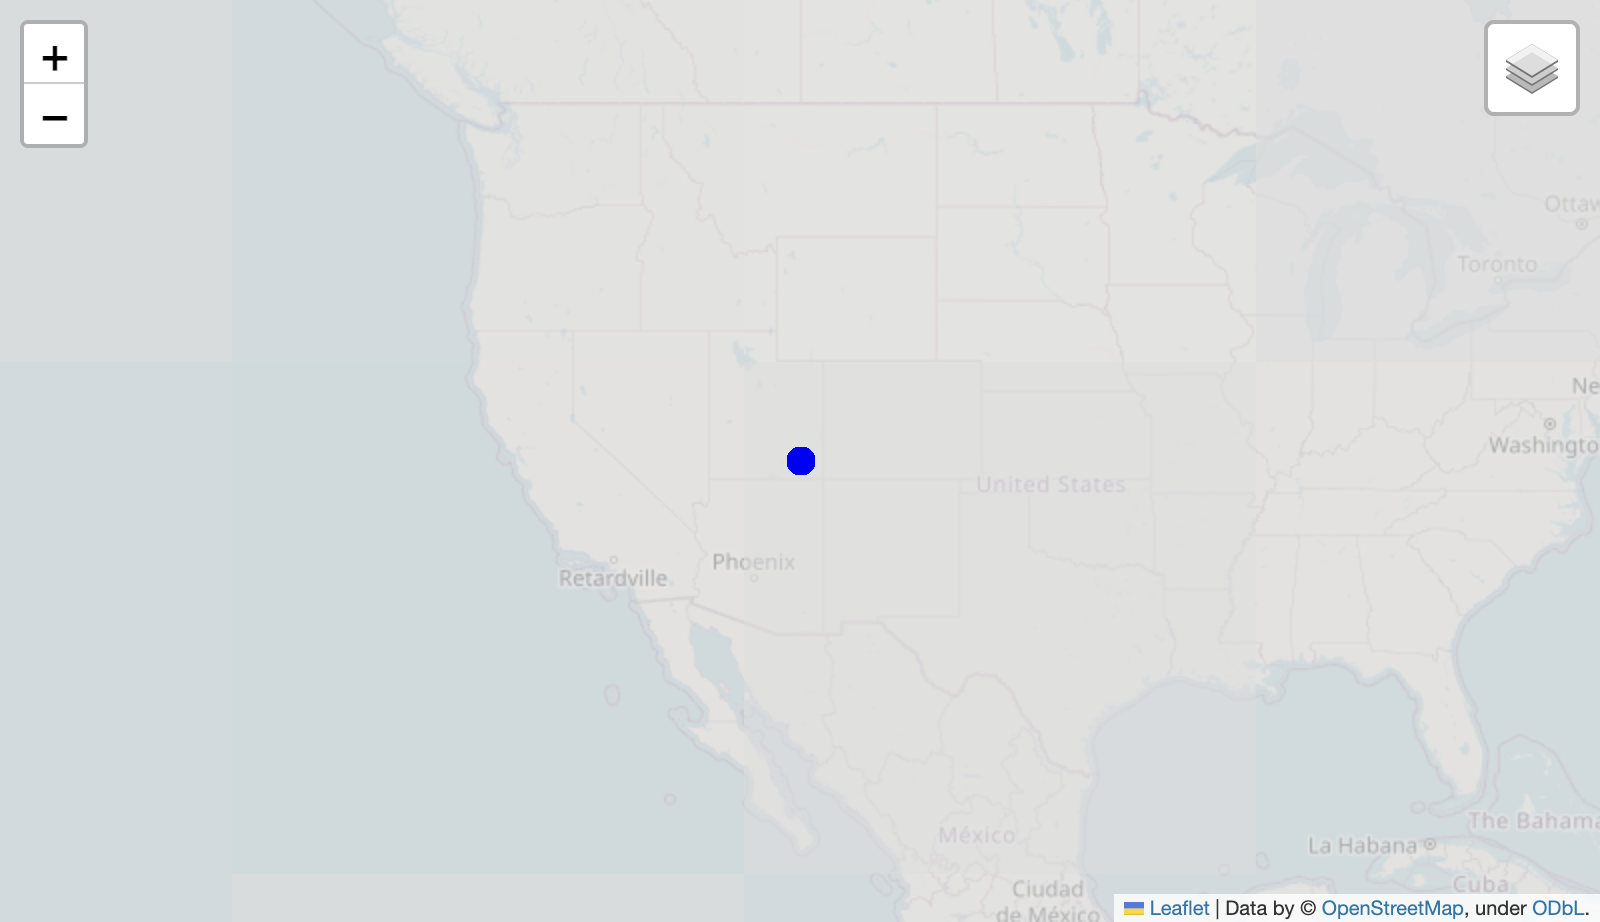 +
−
Ottaw
Toronto
Ne
Washingto
United States
Phoenix
Retardville
México
The Bahama
La Habana
Cuba
Ciudad
de México
Leaflet | Data by © OpenStreetMap, under ODbL.